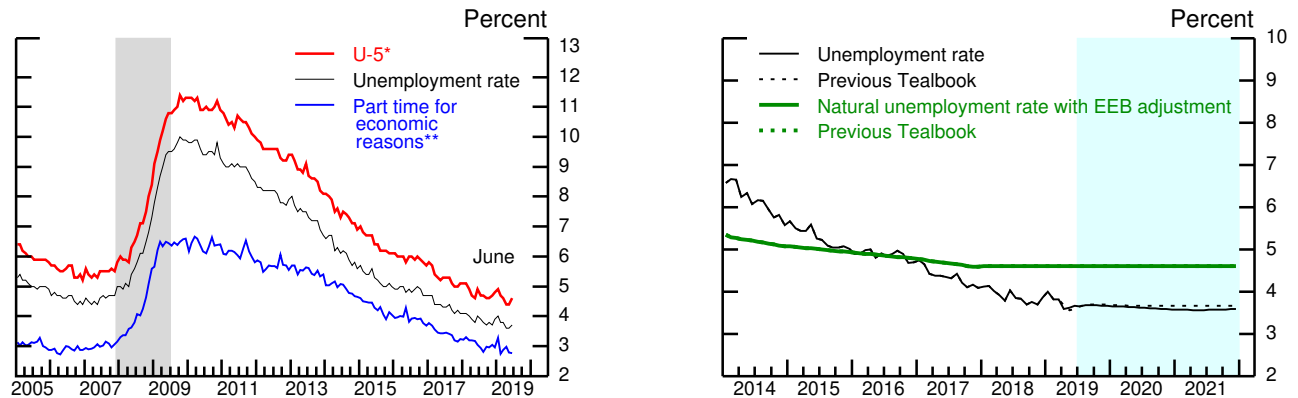 Percent
13
12
11
10
9
8
7
6
5
4
3
2
U-5*
Unemployment rate
Part time for
economic
reasons**
June
2005 2007 2009 2011 2013 2015 2017 2019
Percent
10
9
8
7
6
5
4
3
2
Unemployment rate
Previous Tealbook
Natural unemployment rate with EEB adjustment
Previous Tealbook
2014 2015 2016 2017 2018 2019 2020 2021